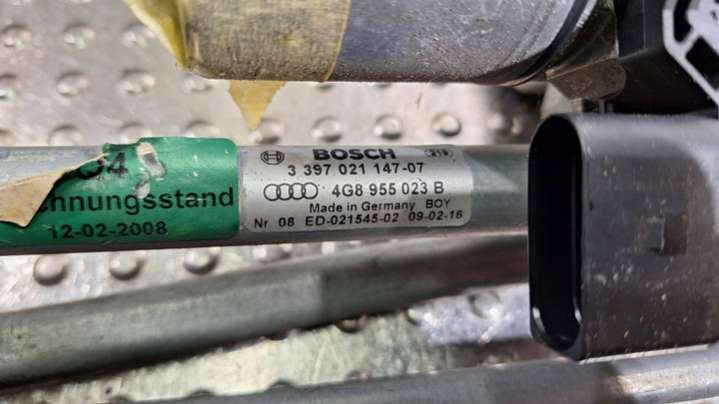 04
chnungsstand
12-02-2008
BOSCH
3 397 021 147-07
4G8 955 023 B
Made in Germany BOY
Nr 08 ED-021545-02 09-02-16